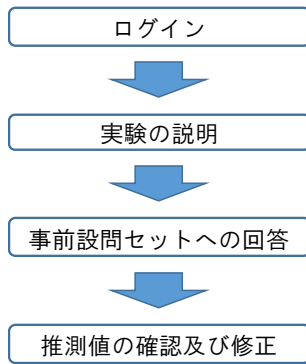 ログイン
実験の説明
事前設問セットへの回答
推測値の確認及び修正